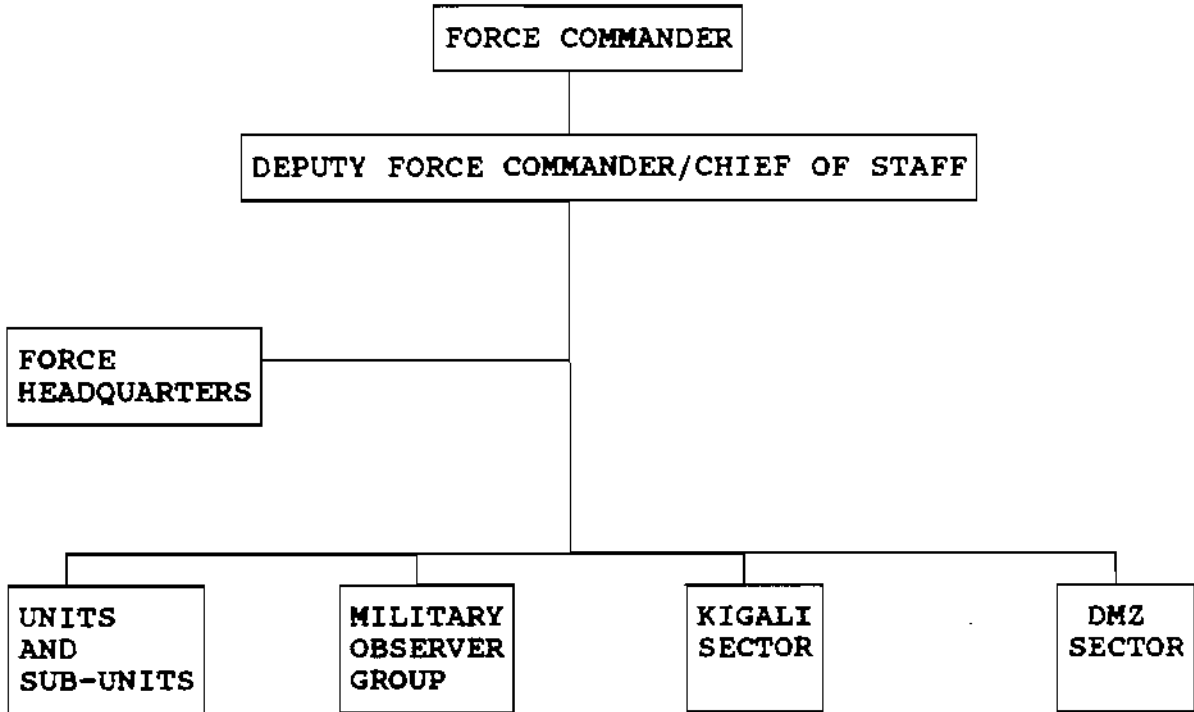 FORCE COMMANDER
DEPUTY FORCE COMMANDER/CHIEF OF STAFF
FORCE
HEADQUARTERS
UNITS
AND
SUB-UNITS
MILITARY
OBSERVER
GROUP
KIGALI
SECTOR
DMZ
SECTOR